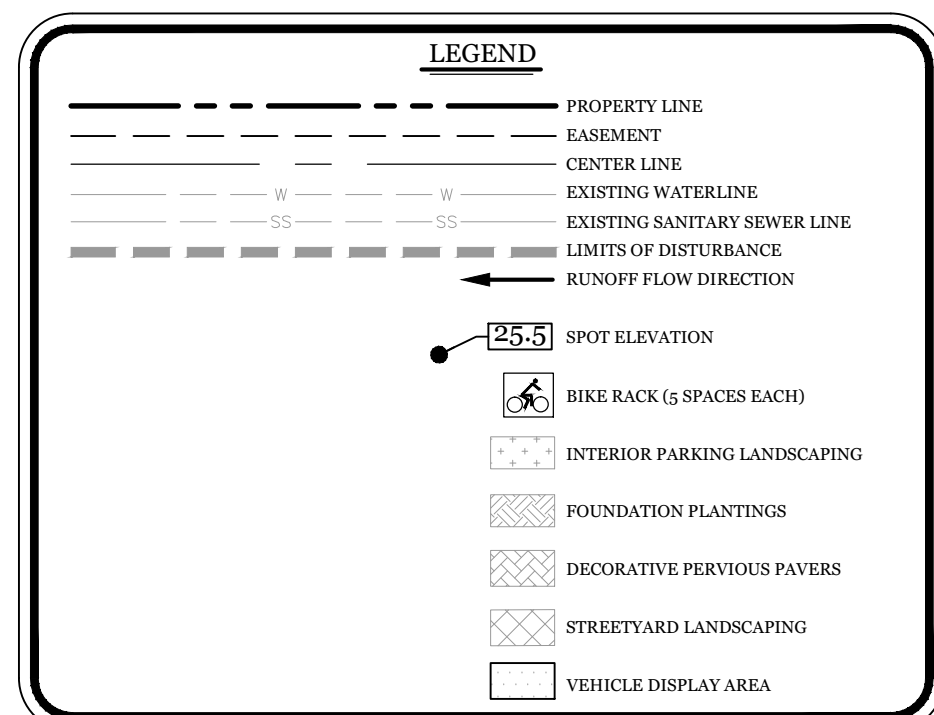 LEGEND
PROPERTY LINE
EASEMENT
CENTER LINE
W W EXISTING WATERLINE
SS SS EXISTING SANITARY SEWER LINE
LIMITS OF DISTURBANCE
RUNOFF FLOW DIRECTION
25.5 SPOT ELEVATION
BIKE RACK (5 SPACES EACH)
INTERIOR PARKING LANDSCAPING
FOUNDATION PLANTINGS
DECORATIVE PERVIOUS PAVERS
STREETYARD LANDSCAPING
VEHICLE DISPLAY AREA